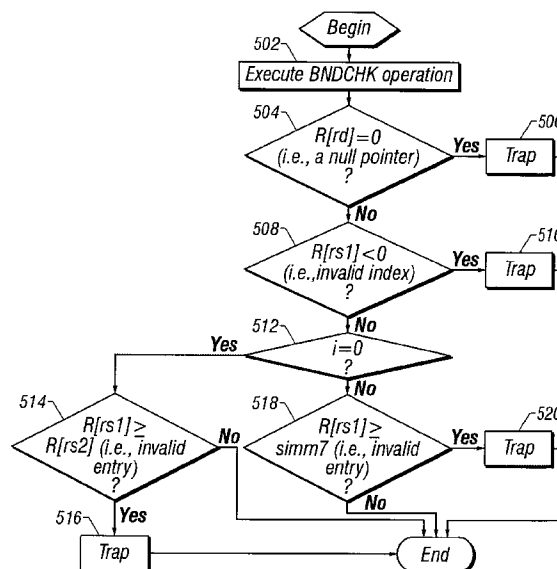 Begin
502
Execute BNDCHK operation
504
R[rd]=0
(i.e., a null pointer)
?
Yes
Trap
No
508
R[rs1]<0
(i.e.,invalid index)
?
Yes
510
Trap
No
512
i=0
?
Yes
No
514
R[rs1]≥
R[rs2] (i.e., invalid
entry)
?
No
Yes
518
R[rs1]≥
simm7 (i.e., invalid
entry)
?
Yes
520
Trap
No
516
Trap
End